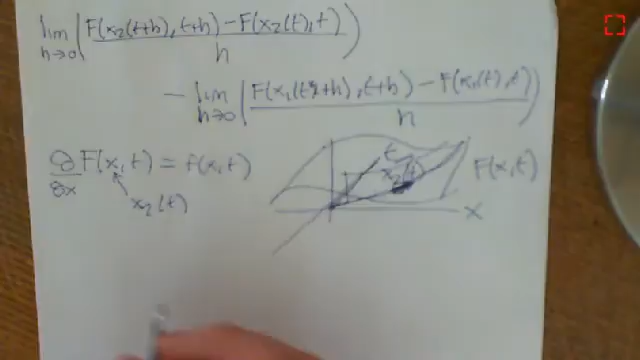 lim h→0 ( F(x₂(t+h), t+h) − F(x₂(t), t) / h )
− lim h→0 ( F(x₁(t+h), t+h) − F(x₁(t), t) / h )
∂/∂x F(x, t) = f(x, t)
x₂(t)
t
x₂(t)
F(x, t)
x